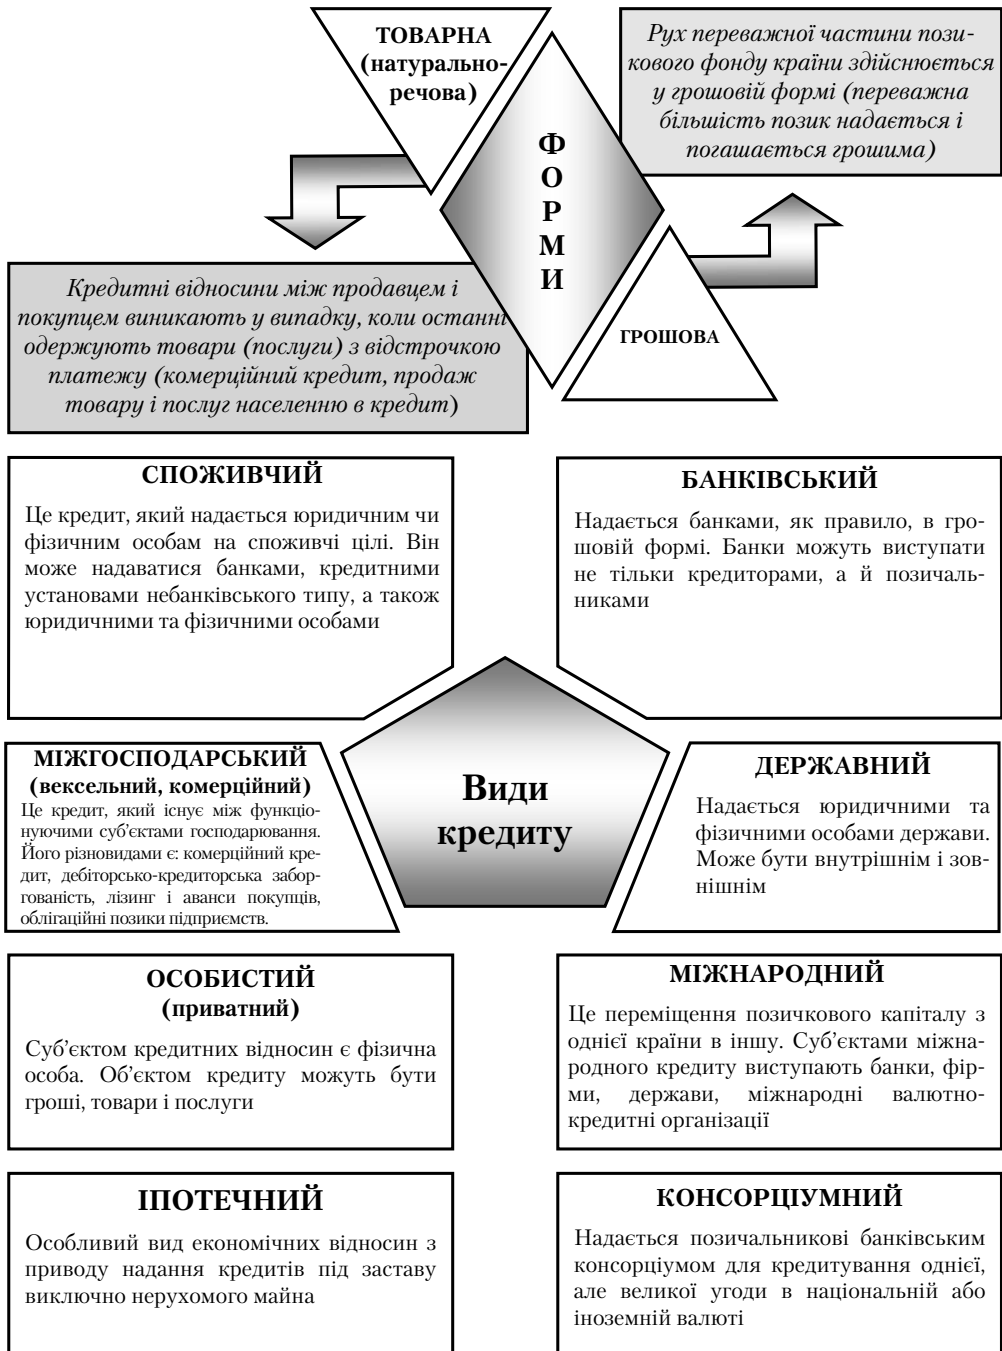 ТОВАРНА
(натурально-
речова)
Рух переважної частини пози-
кового фонду країни здійснюється
у грошовій формі (переважна
більшість позик надається і
погашається грошима)
Ф
О
Р
М
И
Кредитні відносини між продавцем і
покупцем виникають у випадку, коли останні
одержують товари (послуги) з відстрочкою
платежу (комерційний кредит, продаж
товару і послуг населенню в кредит)
ГРОШОВА
СПОЖИВЧИЙ
Це кредит, який надається юридичним чи
фізичним особам на споживчі цілі. Він
може надаватися банками, кредитними
установами небанківського типу, а також
юридичними та фізичними особами
БАНКІВСЬКИЙ
Надається банками, як правило, в гро-
шовій формі. Банки можуть виступати
не тільки кредиторами, а й позичаль-
никами
Види
кредиту
МІЖГОСПОДАРСЬКИЙ
(вексельний, комерційний)
Це кредит, який існує між функціо-
нуючими суб’єктами господарювання.
Його різновидами є: комерційний кре-
дит, дебіторсько-кредиторська забор-
гованість, лізинг і аванси покупців,
облігаційні позики підприємств.
ДЕРЖАВНИЙ
Надається юридичними та
фізичними особами держави.
Може бути внутрішнім і зов-
нішнім
ОСОБИСТИЙ
(приватний)
Суб’єктом кредитних відносин є фізична
особа. Об’єктом кредиту можуть бути
гроші, товари і послуги
МІЖНАРОДНИЙ
Це переміщення позичкового капіталу з
однієї країни в іншу. Суб’єктами міжна-
родного кредиту виступають банки, фір-
ми, держави, міжнародні валютно-
кредитні організації
ІПОТЕЧНИЙ
Особливий вид економічних відносин з
приводу надання кредитів під заставу
виключно нерухомого майна
КОНСОРЦІУМНИЙ
Надається позичальникові банківським
консорціумом для кредитування однієї,
але великої угоди в національній або
іноземній валюті